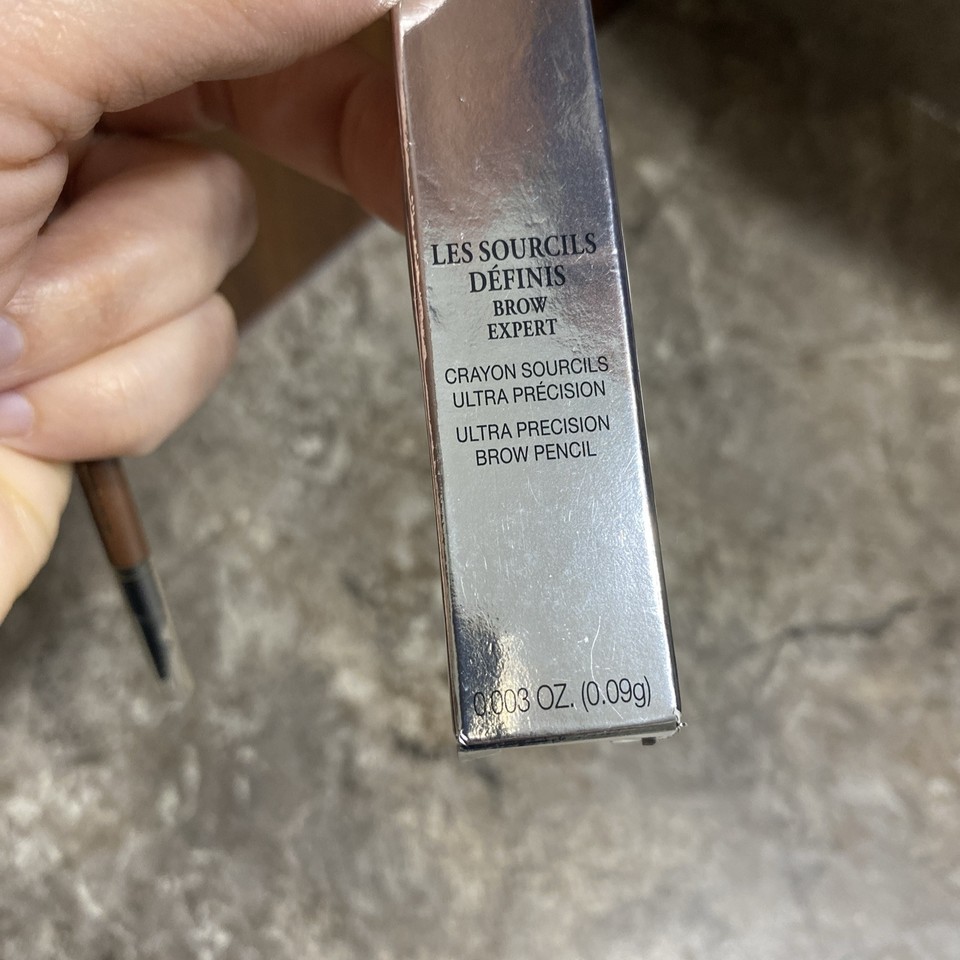 LES SOURCILS
DÉFINIS
BROW
EXPERT
CRAYON SOURCILS
ULTRA PRÉCISION
ULTRA PRECISION
BROW PENCIL
0.003 OZ. (0.09g)